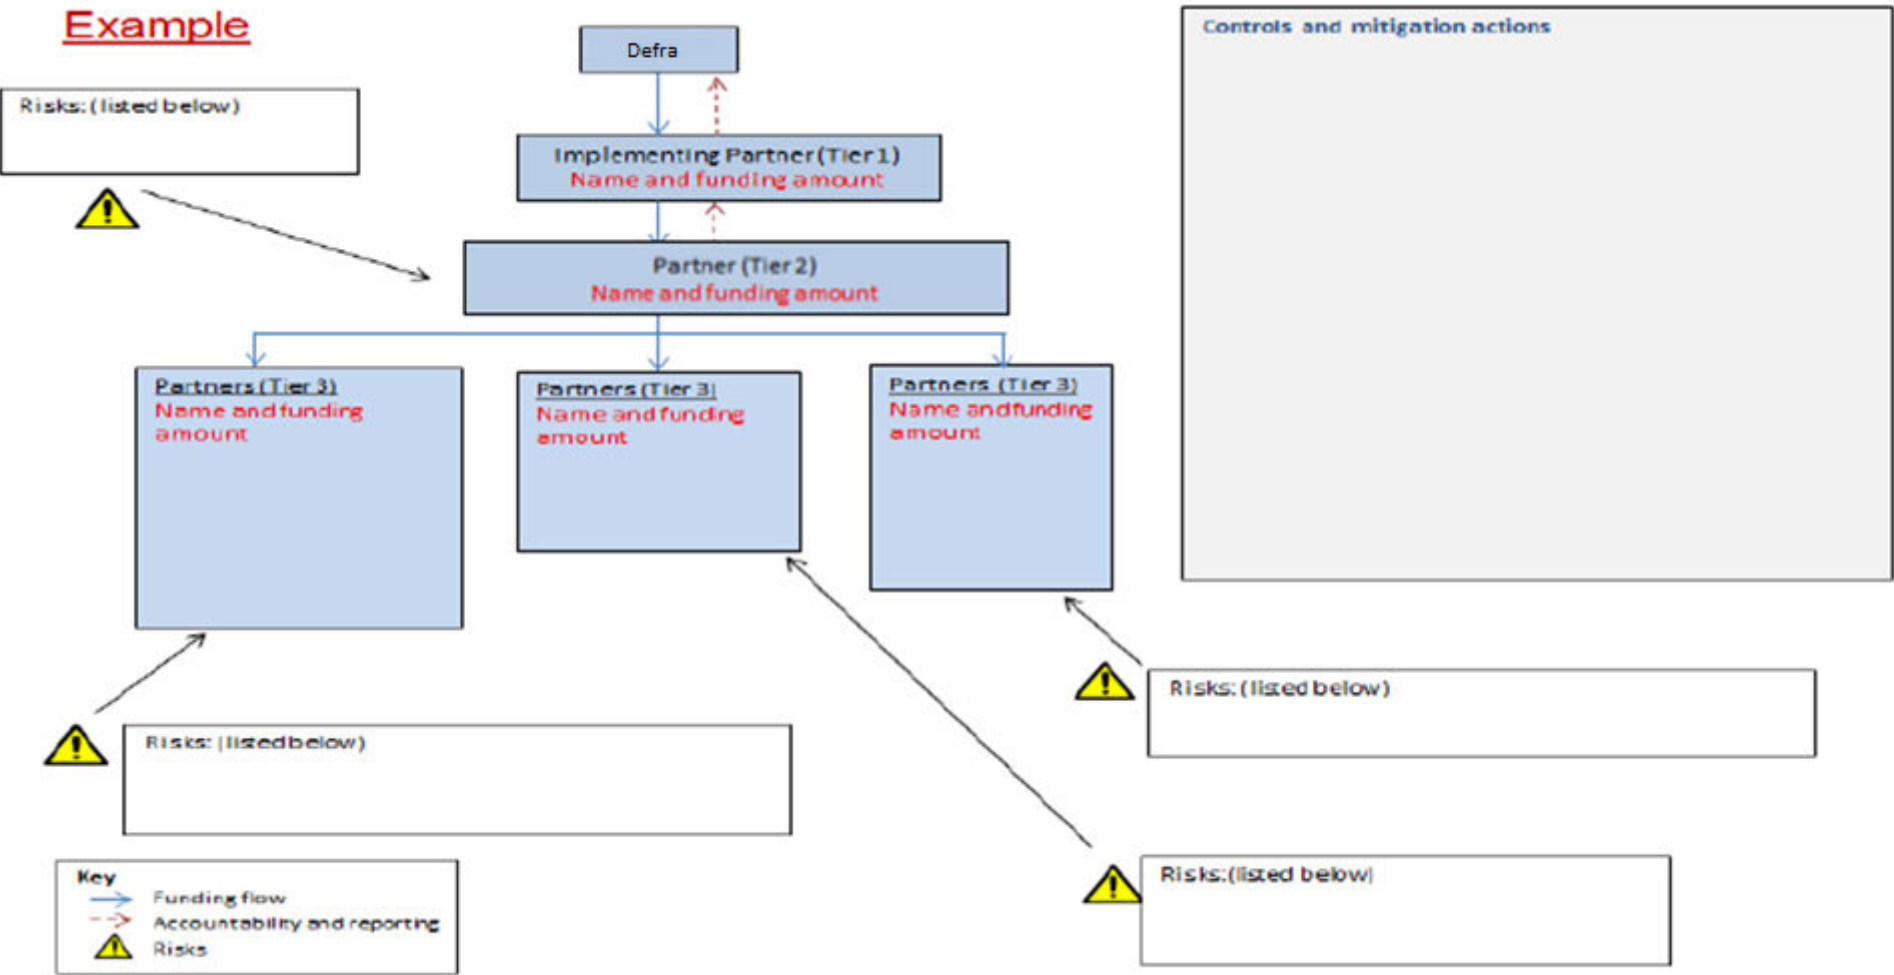 Example
Defra
Controls and mitigation actions
Risks: (listed below)
Implementing Partner (Tier 1)
Name and funding amount
Partner (Tier 2)
Name and funding amount
Partners (Tier 3)
Name and funding
amount
Partners (Tier 3)
Name and funding
amount
Partners (Tier 3)
Name and funding
amount
Risks: (listed below)
Risks: (listed below)
Risks: (listed below)
Key
Funding flow
Accountability and reporting
Risks